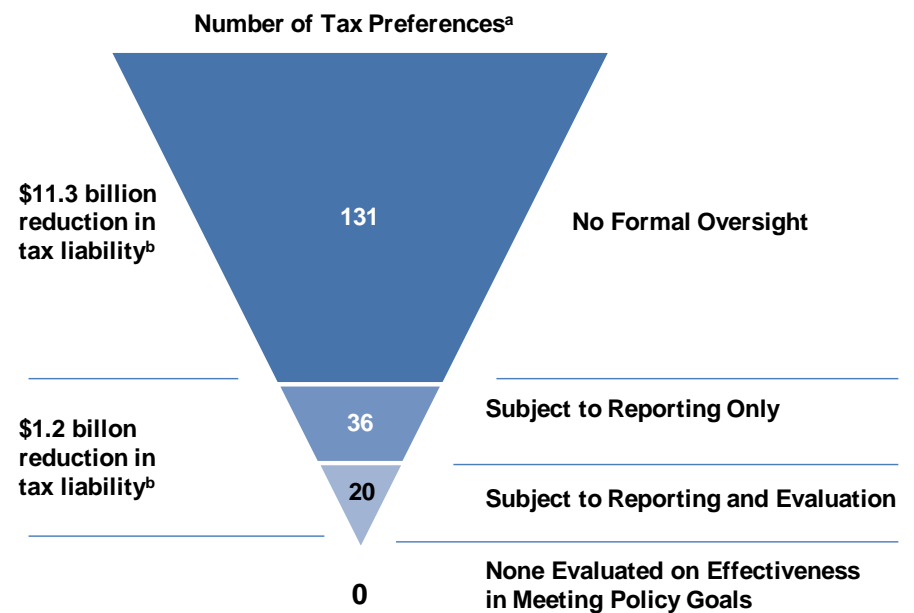 Number of Tax Preferencesᵃ
$11.3 billion
reduction in
tax liabilityᵇ
131
No Formal Oversight
$1.2 billon
reduction in
tax liabilityᵇ
36
Subject to Reporting Only
20
Subject to Reporting and Evaluation
0
None Evaluated on Effectiveness
in Meeting Policy Goals